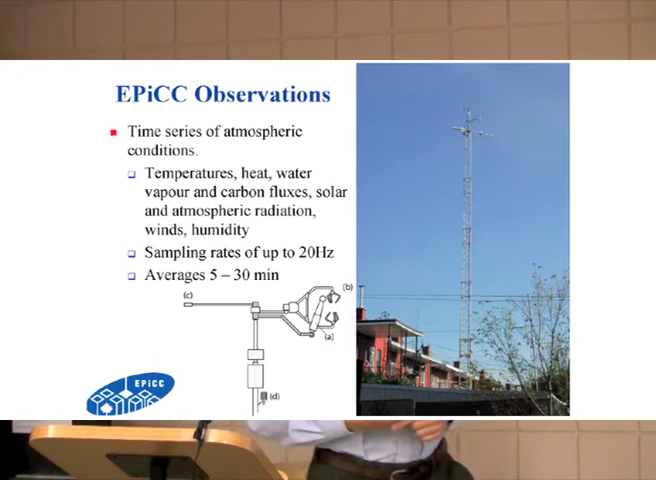 EPiCC Observations
Time series of atmospheric
conditions.
Temperatures, heat, water
vapour and carbon fluxes, solar
and atmospheric radiation,
winds, humidity
Sampling rates of up to 20Hz
Averages 5 – 30 min
(c)
(b)
(a)
(d)
EPiCC